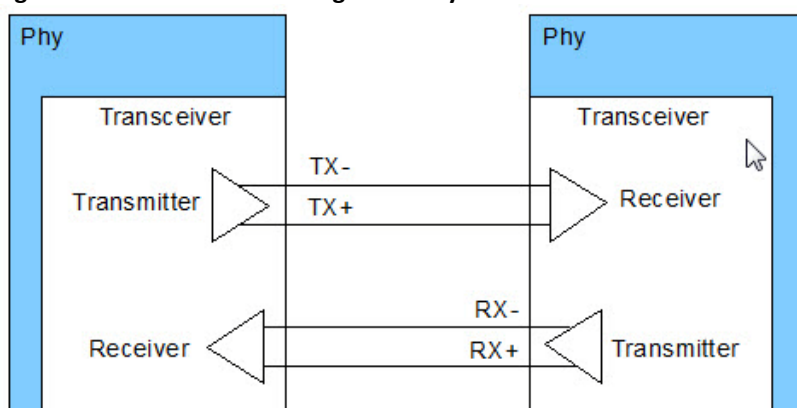 Phy
Phy
Transceiver
Transceiver
TX-
Transmitter
TX+
Receiver
RX-
Receiver
RX+
Transmitter